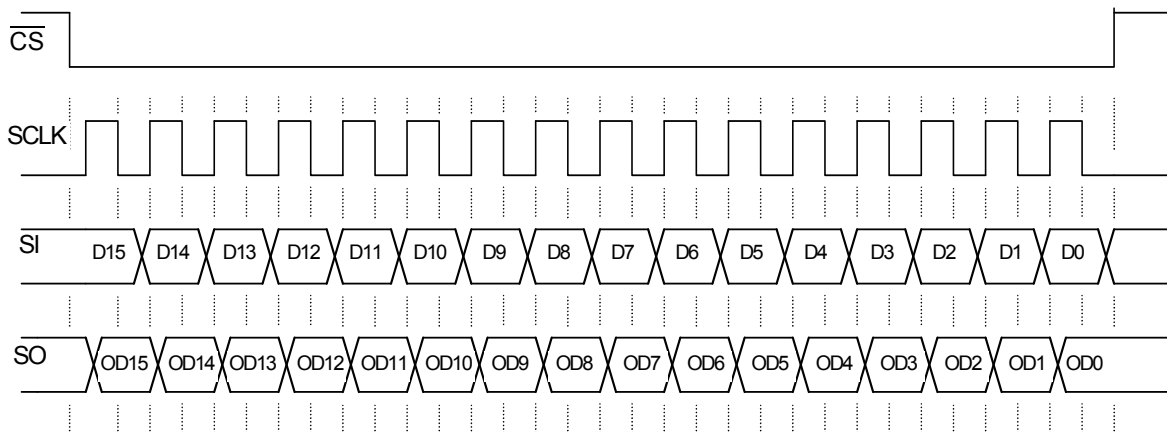 CS
SCLK
SI D15 D14 D13 D12 D11 D10 D9 D8 D7 D6 D5 D4 D3 D2 D1 D0
SO OD15 OD14 OD13 OD12 OD11 OD10 OD9 OD8 OD7 OD6 OD5 OD4 OD3 OD2 OD1 OD0